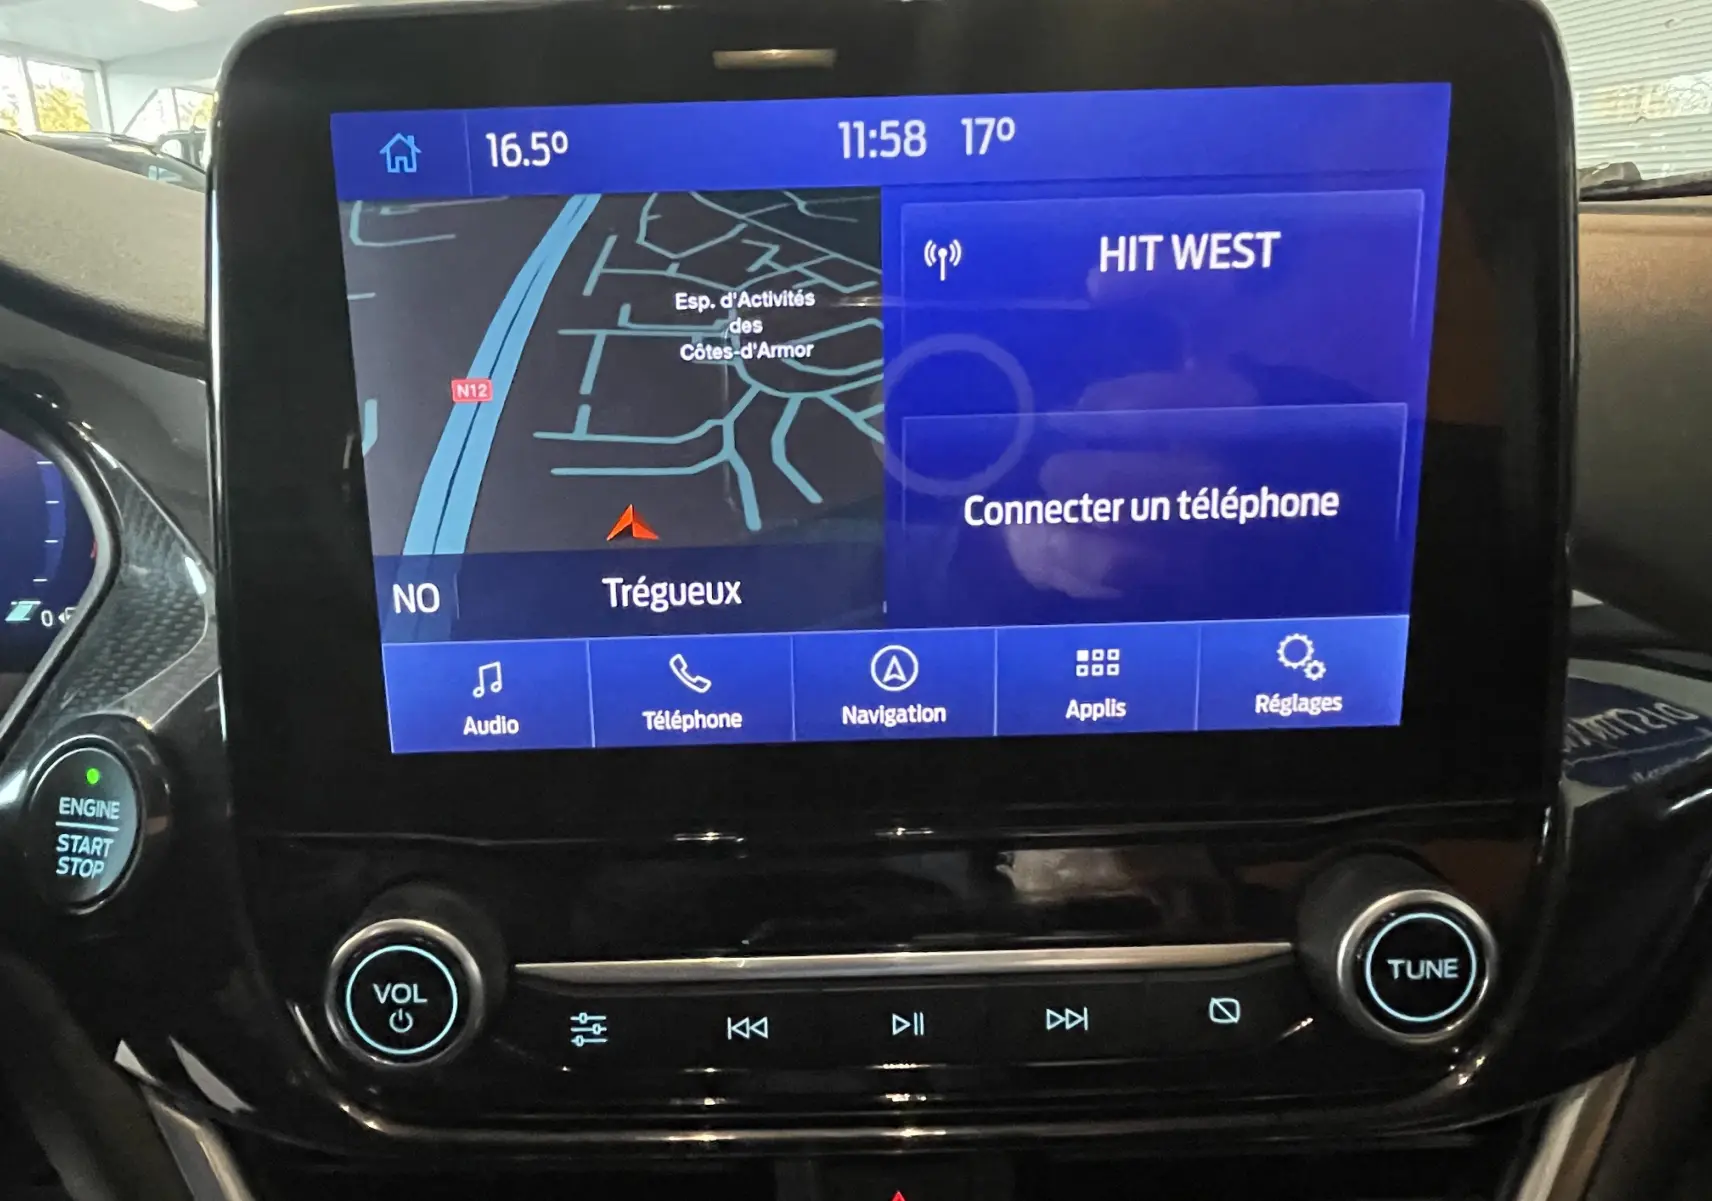 16.5° 11:58 17°
HIT WEST
Esp. d'Activités
des
Côtes-d'Armor
N12
Connecter un téléphone
NO Trégueux
Audio Téléphone Navigation Applis Réglages
0
ENGINE
START
STOP
VOL
TUNE